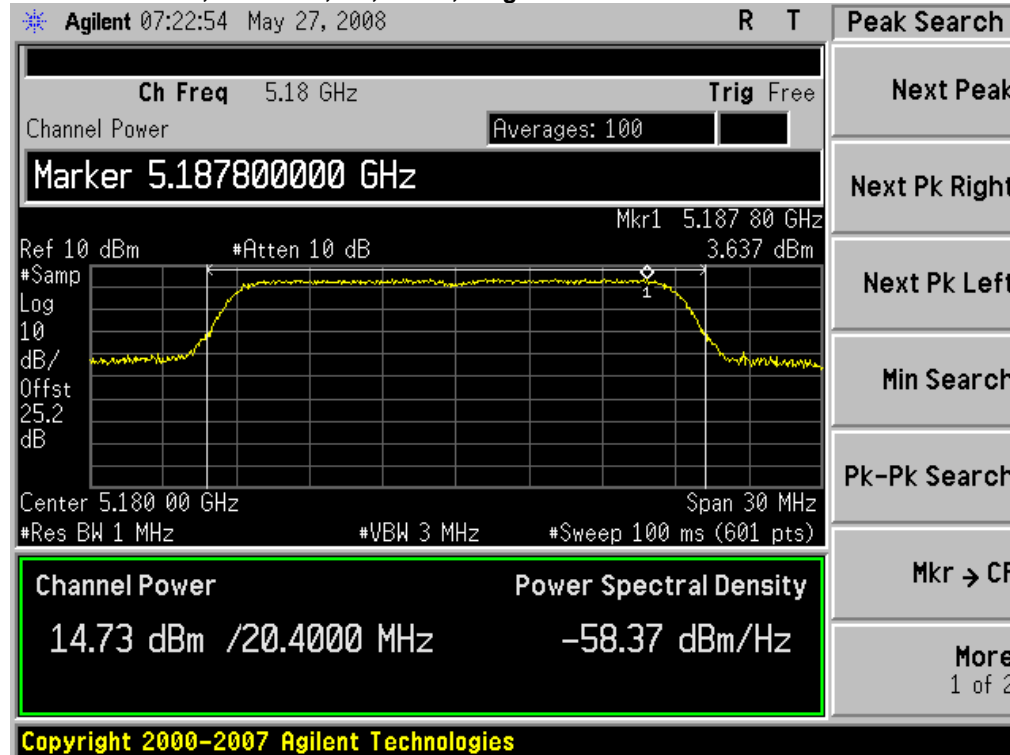 Agilent 07:22:54 May 27, 2008 R T Peak Search
Ch Freq 5.18 GHz Trig Free
Channel Power Averages: 100
Marker 5.187800000 GHz
Mkr1 5.187 80 GHz
Ref 10 dBm #Atten 10 dB 3.637 dBm
#Samp
Log
10
dB/
Offst
25.2
dB
1
Center 5.180 00 GHz Span 30 MHz
#Res BW 1 MHz #VBW 3 MHz #Sweep 100 ms (601 pts)
Channel Power Power Spectral Density
14.73 dBm /20.4000 MHz -58.37 dBm/Hz
Next Peak
Next Pk Right
Next Pk Left
Min Search
Pk-Pk Search
Mkr → CF
More
1 of 2
Copyright 2000-2007 Agilent Technologies